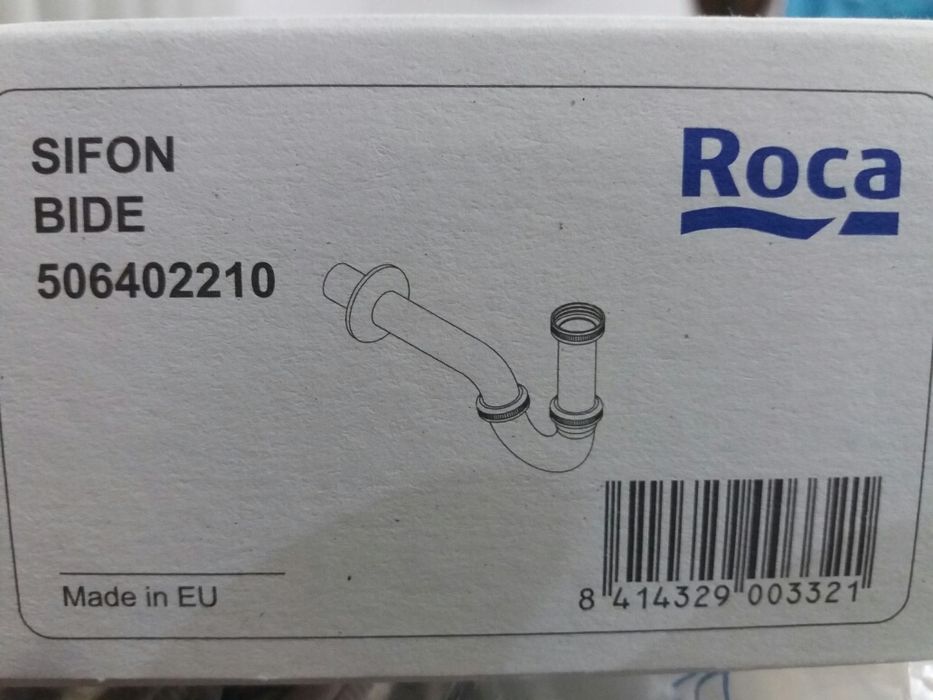 SIFON
BIDE
506402210
Roca
Made in EU
8 414329 003321